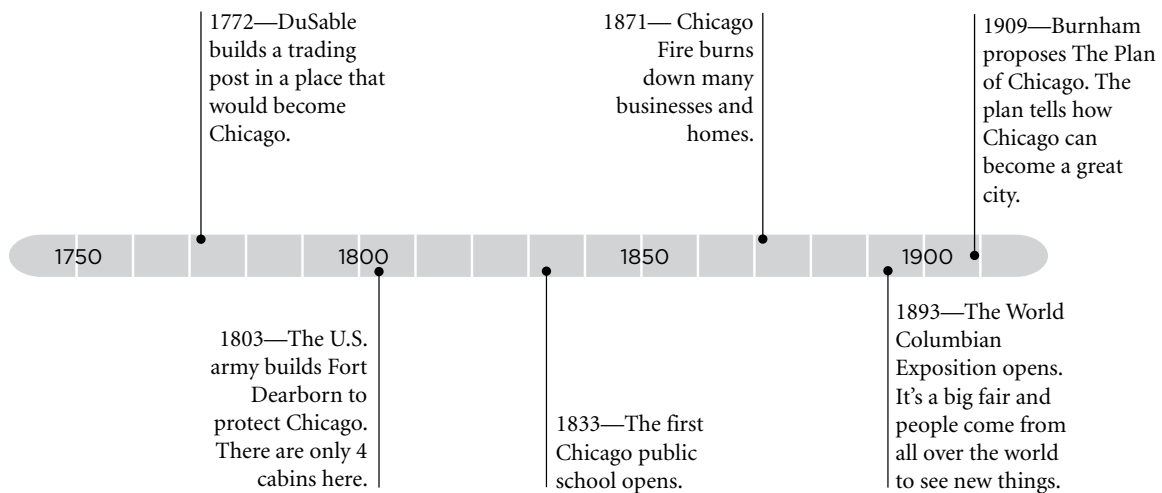 1772—DuSable
builds a trading
post in a place that
would become
Chicago.
1871— Chicago
Fire burns
down many
businesses and
homes.
1909—Burnham
proposes The Plan
of Chicago. The
plan tells how
Chicago can
become a great
city.
1750
1800
1850
1900
1803—The U.S.
army builds Fort
Dearborn to
protect Chicago.
There are only 4
cabins here.
1833—The first
Chicago public
school opens.
1893—The World
Columbian
Exposition opens.
It’s a big fair and
people come from
all over the world
to see new things.